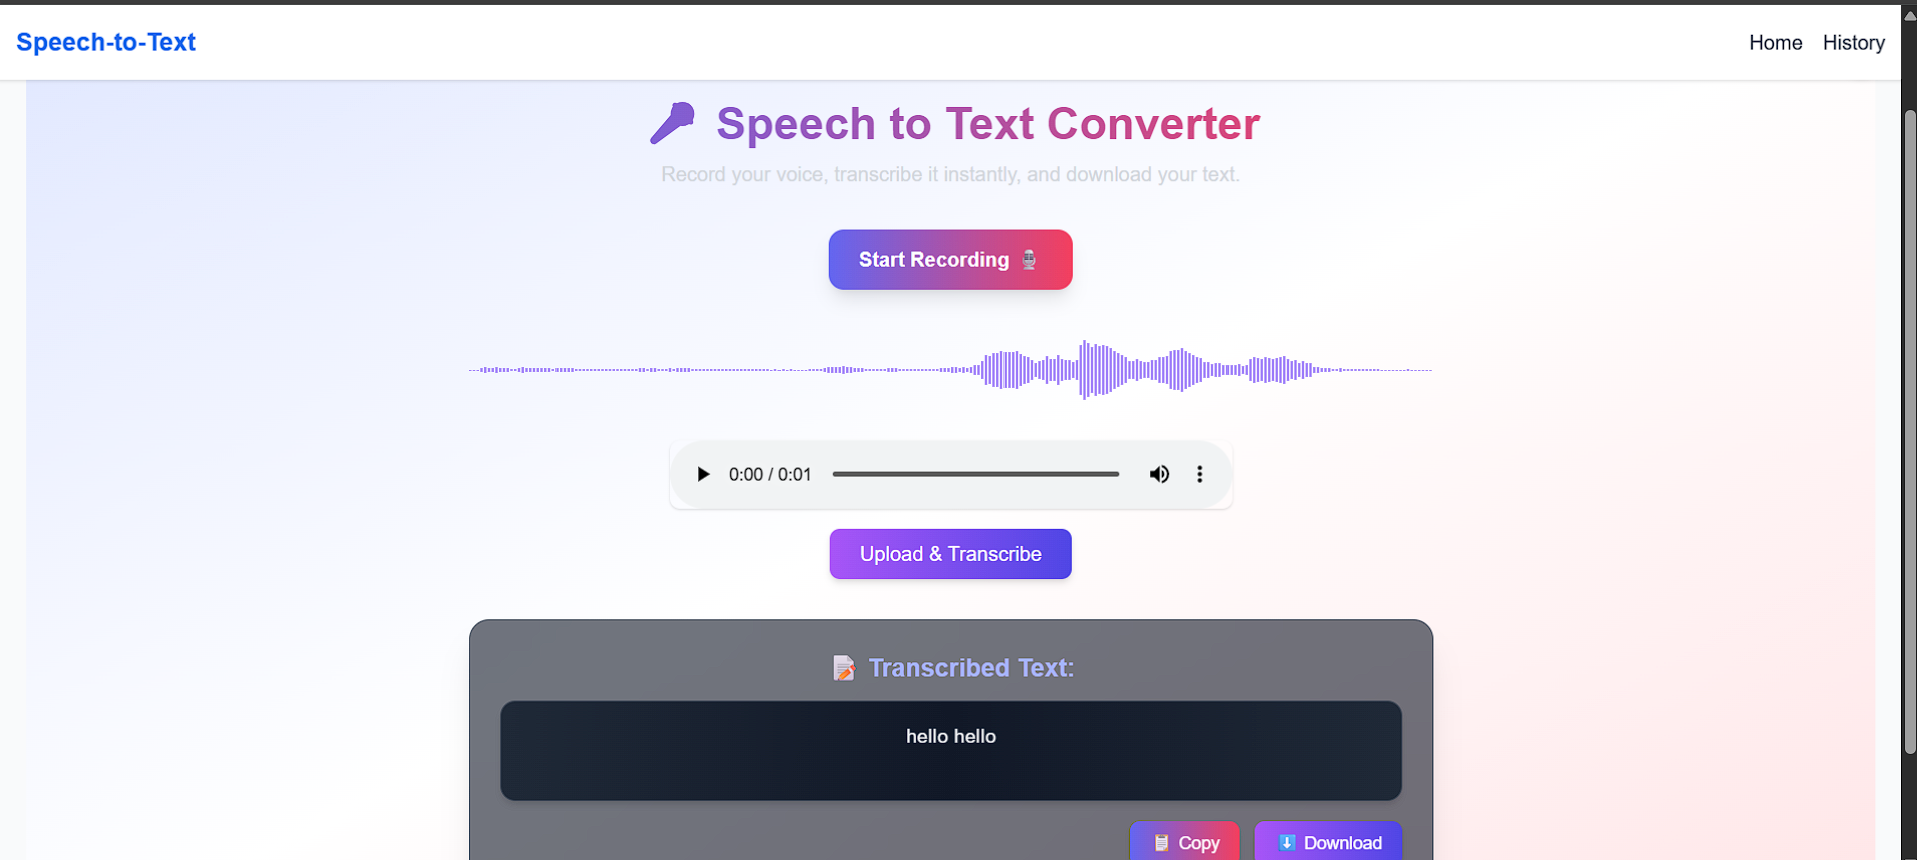 Speech-to-Text
Home History
Speech to Text Converter
Record your voice, transcribe it instantly, and download your text.
Start Recording
0:00 / 0:01
Upload & Transcribe
Transcribed Text:
hello hello
Copy Download